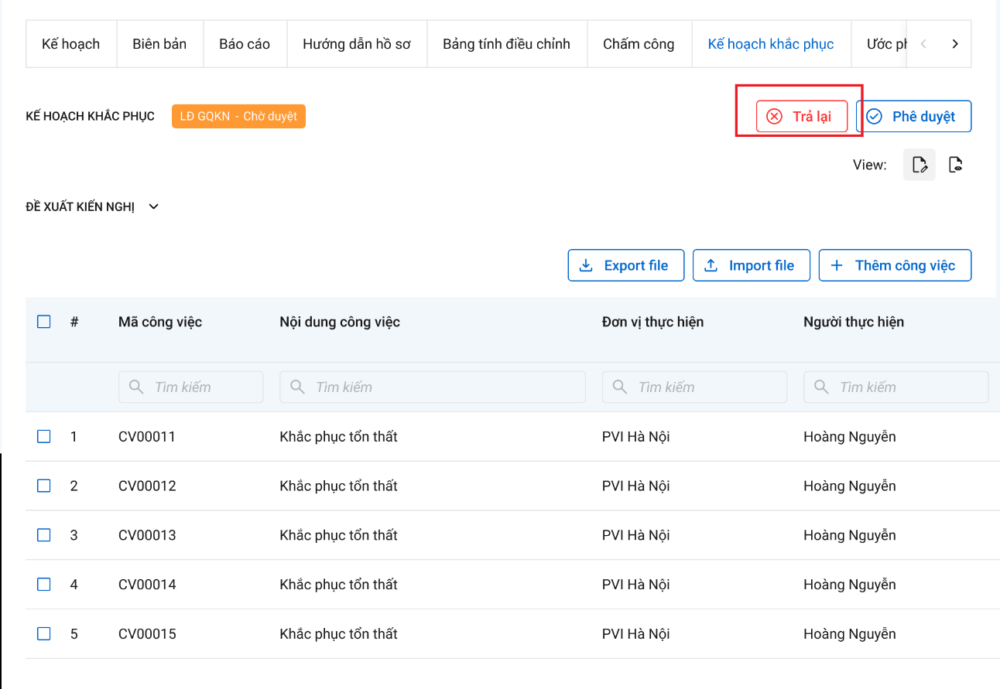 Kế hoạch Biên bản Báo cáo Hướng dẫn hồ sơ Bảng tính điều chỉnh Chấm công Kế hoạch khắc phục Ước
KẾ HOẠCH KHẮC PHỤC LĐ GQKN - Chờ duyệt Trả lại Phê duyệt
View:
ĐỀ XUẤT KIẾN NGHỊ
Export file Import file Thêm công việc
# Mã công việc Nội dung công việc Đơn vị thực hiện Người thực hiện
Tìm kiếm Tìm kiếm Tìm kiếm Tìm kiếm
1 CV00011 Khắc phục tổn thất PVI Hà Nội Hoàng Nguyễn
2 CV00012 Khắc phục tổn thất PVI Hà Nội Hoàng Nguyễn
3 CV00013 Khắc phục tổn thất PVI Hà Nội Hoàng Nguyễn
4 CV00014 Khắc phục tổn thất PVI Hà Nội Hoàng Nguyễn
5 CV00015 Khắc phục tổn thất PVI Hà Nội Hoàng Nguyễn